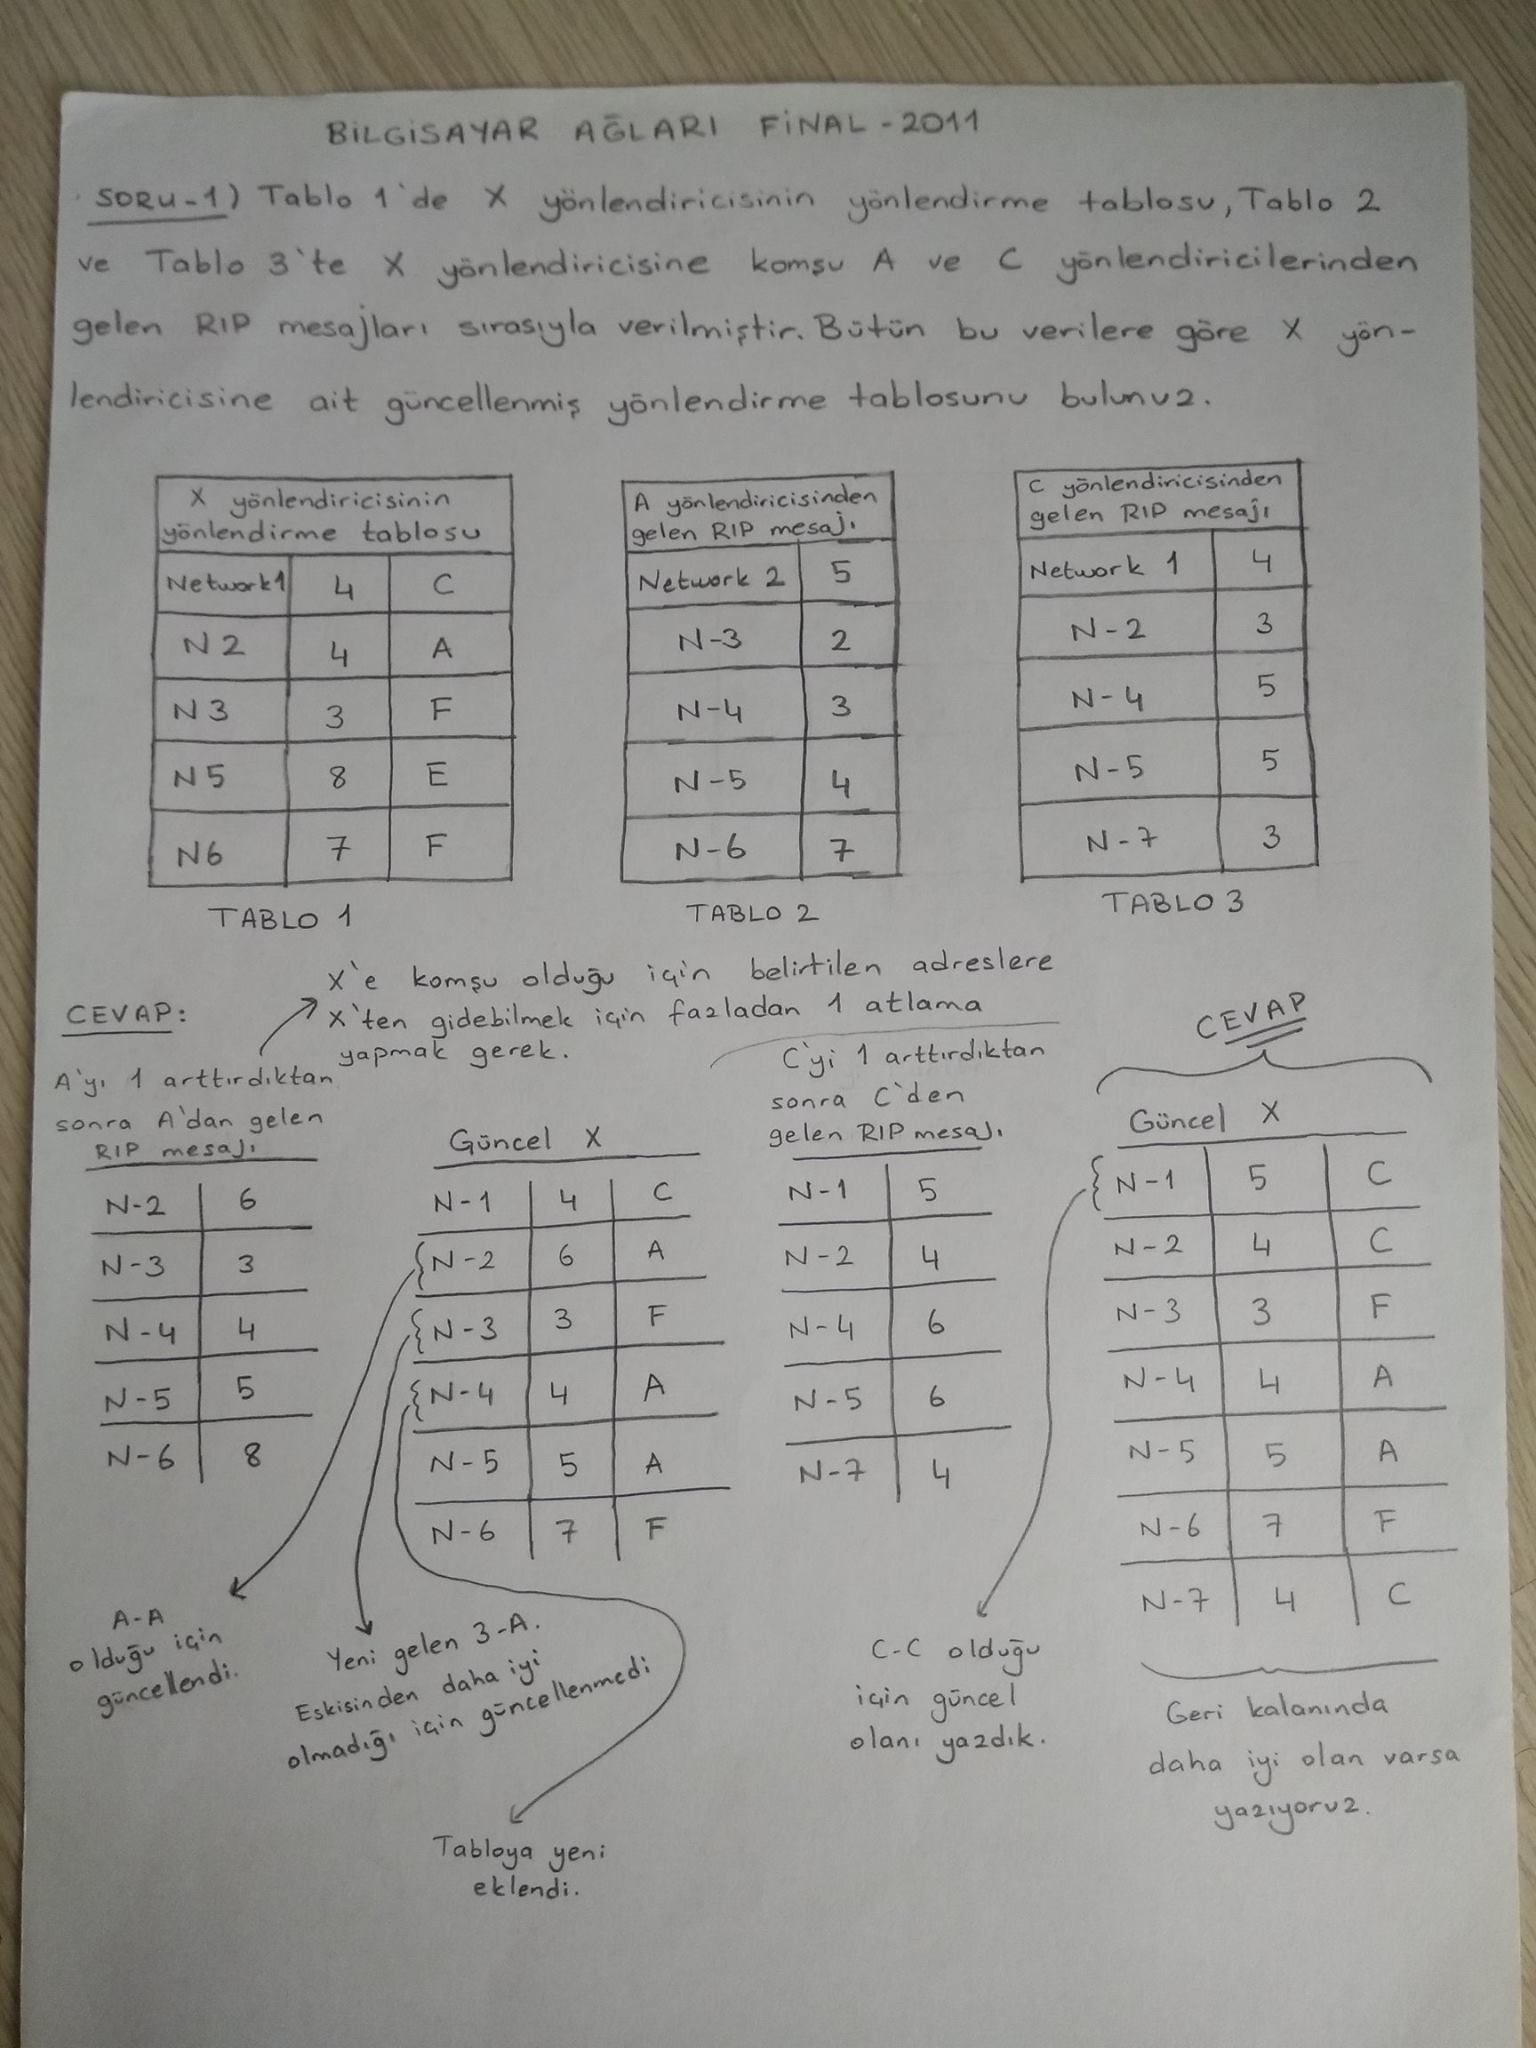 BİLGİSAYAR AĞLARI FİNAL - 2011
SORU-1) Tablo 1'de X yönlendiricisinin yönlendirme tablosu, Tablo 2
ve Tablo 3'te X yönlendiricisine komşu A ve C yönlendiricilerinden
gelen RIP mesajları sırasıyla verilmiştir. Bütün bu verilere göre X yön-
lendiricisine ait güncellenmiş yönlendirme tablosunu bulunuz.
X yönlendiricisinin
yönlendirme tablosu
Network1 4 C
N2 4 A
N3 3 F
N5 8 E
N6 7 F
TABLO 1
A yönlendiricisinden
gelen RIP mesajı
Network 2 5
N-3 2
N-4 3
N-5 4
N-6 7
TABLO 2
C yönlendiricisinden
gelen RIP mesajı
Network 1 4
N-2 3
N-4 5
N-5 5
N-7 3
TABLO 3
CEVAP:
X'e komşu olduğu için belirtilen adreslere
X'ten gidebilmek için fazladan 1 atlama
yapmak gerek.
A'yı 1 arttırdıktan
sonra A'dan gelen
RIP mesajı
N-2 6
N-3 3
N-4 4
N-5 5
N-6 8
Güncel X
N-1 4 C
N-2 6 A
N-3 3 F
N-4 4 A
N-5 5 A
N-6 7 F
C'yi 1 arttırdıktan
sonra C'den
gelen RIP mesajı
N-1 5
N-2 4
N-4 6
N-5 6
N-7 4
CEVAP
Güncel X
N-1 5 C
N-2 4 C
N-3 3 F
N-4 4 A
N-5 5 A
N-6 7 F
N-7 4 C
A-A
olduğu için
güncellendi.
Yeni gelen 3-A.
Eskisinden daha iyi
olmadığı için güncellenmedi
Tabloya yeni
eklendi.
C-C olduğu
için güncel
olanı yazdık.
Geri kalanında
daha iyi olan varsa
yazıyoruz.